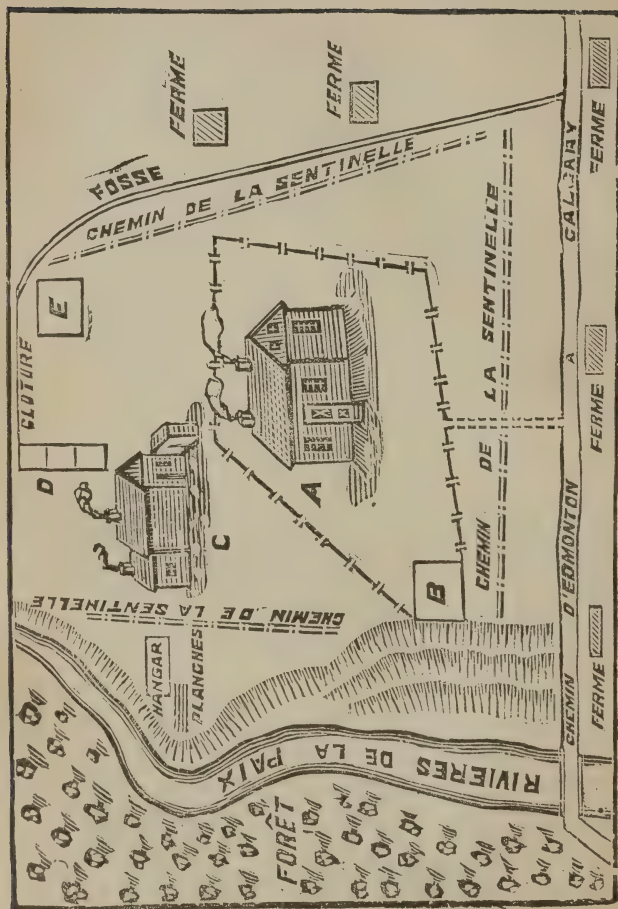 FERME
FERME
FOSSE
CHEMIN DE LA SENTINELLE
CLOTURE
E
D
C
A
CHEMIN DE LA SENTINELLE
HANGAR
PLANCHES
B
CHEMIN DE LA SENTINELLE
RIVIERES DE LA PAIX
FORÊT
CHEMIN D'EDMONTON A CALGARY
FERME
FERME
FERME